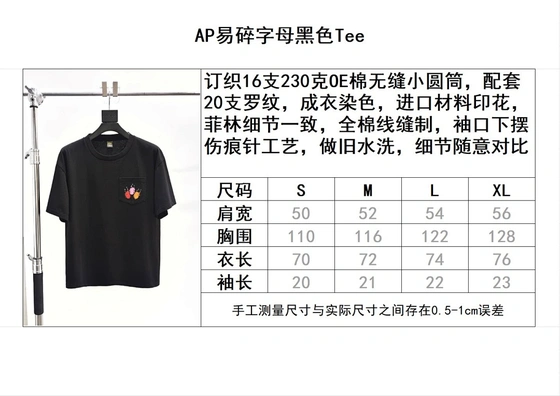 AP易碎字母黑色Tee
订织16支230克OE棉无缝小圆筒，配套
20支罗纹，成衣染色，进口材料印花，
菲林细节一致，全棉线缝制，袖口下摆
伤痕针工艺，做旧水洗，细节随意对比
尺码 S M L XL
肩宽 50 52 54 56
胸围 110 116 122 128
衣长 70 72 74 76
袖长 20 21 22 23
手工测量尺寸与实际尺寸之间存在0.5-1cm误差